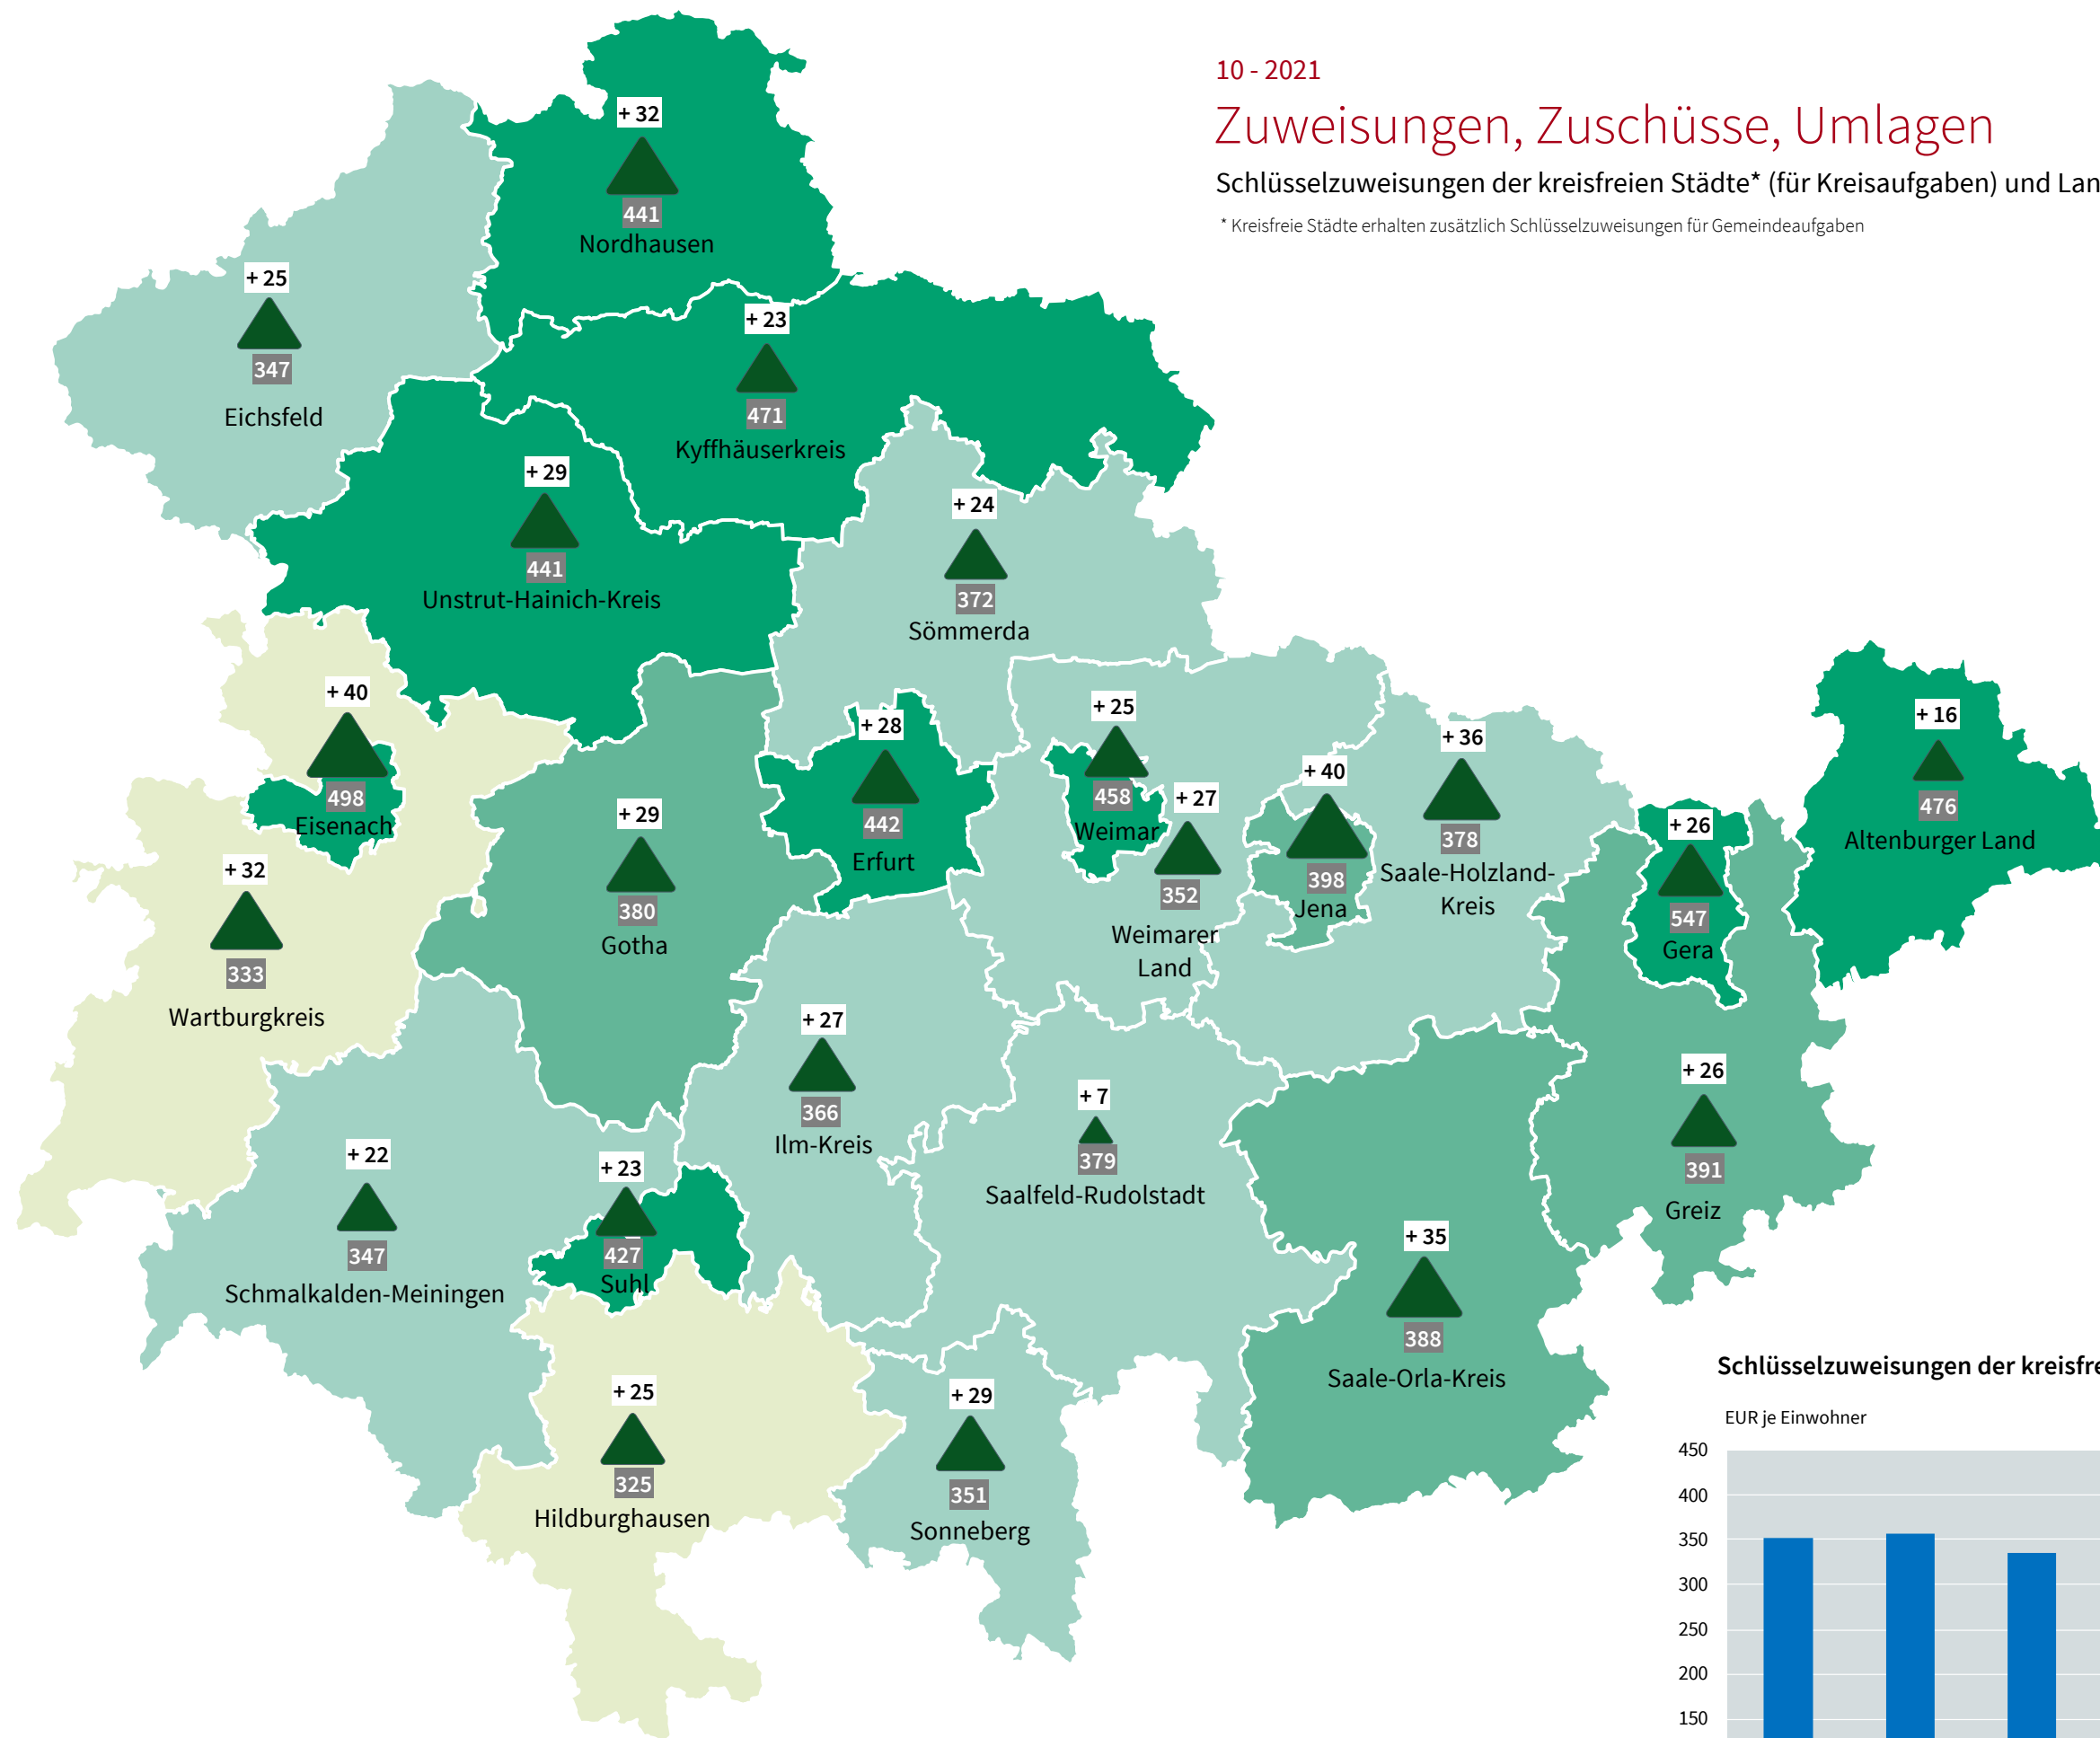 10 - 2021
Zuweisungen, Zuschüsse, Umlagen
Schlüsselzuweisungen der kreisfreien Städte* (für Kreisaufgaben) und Lan
* Kreisfreie Städte erhalten zusätzlich Schlüsselzuweisungen für Gemeindeaufgaben
+ 32
441
Nordhausen
+ 25
347
Eichsfeld
+ 23
471
Kyffhäuserkreis
+ 29
441
Unstrut-Hainich-Kreis
+ 24
372
Sömmerda
+ 40
498
Eisenach
+ 32
333
Wartburgkreis
+ 29
380
Gotha
+ 28
442
Erfurt
+ 25
458
Weimar
+ 27
352
Weimarer
Land
+ 40
398
Jena
+ 36
378
Saale-Holzland-
Kreis
+ 26
547
Gera
+ 16
476
Altenburger Land
+ 27
366
Ilm-Kreis
+ 7
379
Saalfeld-Rudolstadt
+ 26
391
Greiz
+ 22
347
Schmalkalden-Meiningen
+ 23
427
Suhl
+ 35
388
Saale-Orla-Kreis
+ 25
325
Hildburghausen
+ 29
351
Sonneberg
Schlüsselzuweisungen der kreisfre
EUR je Einwohner
450
400
350
300
250
200
150